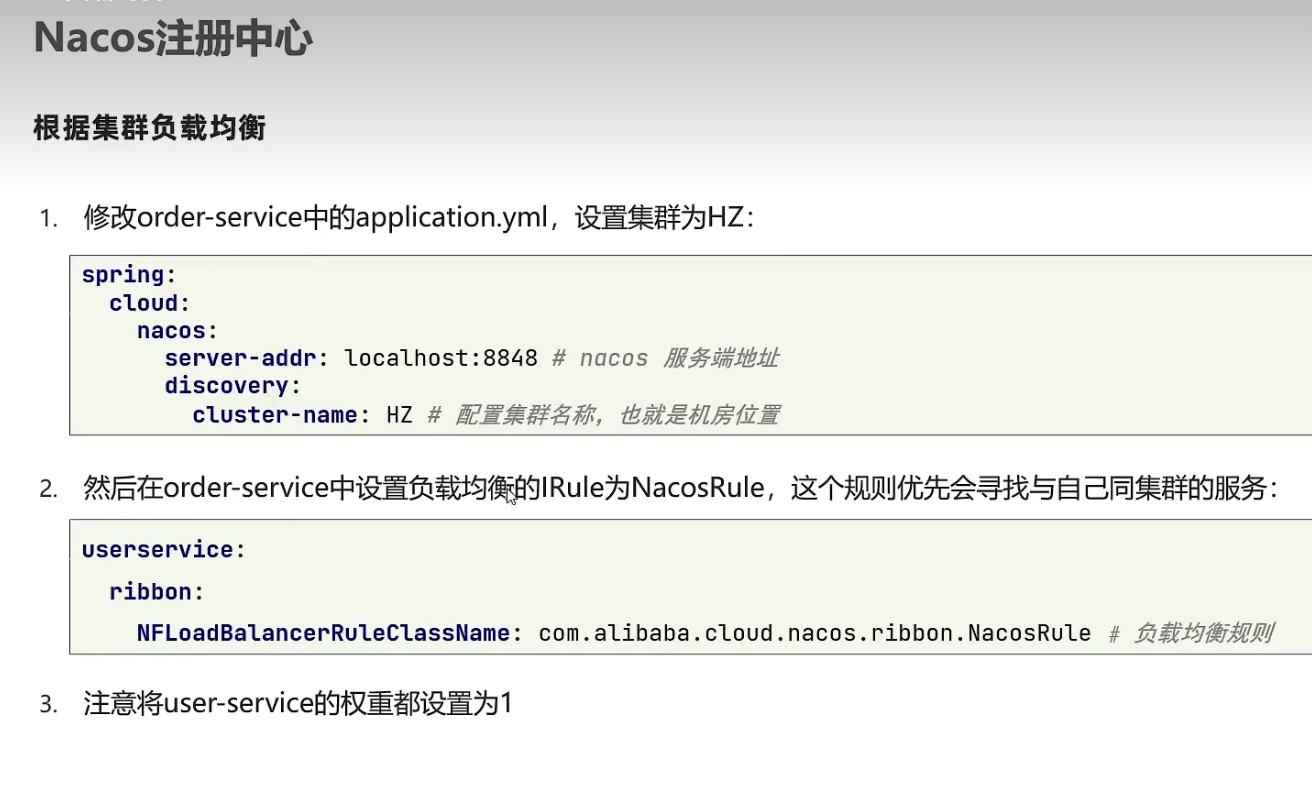 Nacos注册中心
根据集群负载均衡
1. 修改order-service中的application.yml，设置集群为HZ：
spring:
  cloud:
    nacos:
      server-addr: localhost:8848 # nacos 服务端地址
      discovery:
        cluster-name: HZ # 配置集群名称，也就是机房位置
2. 然后在order-service中设置负载均衡的IRule为NacosRule，这个规则优先会寻找与自己同集群的服务：
userservice:
  ribbon:
    NFLoadBalancerRuleClassName: com.alibaba.cloud.nacos.ribbon.NacosRule # 负载均衡规则
3. 注意将user-service的权重都设置为1